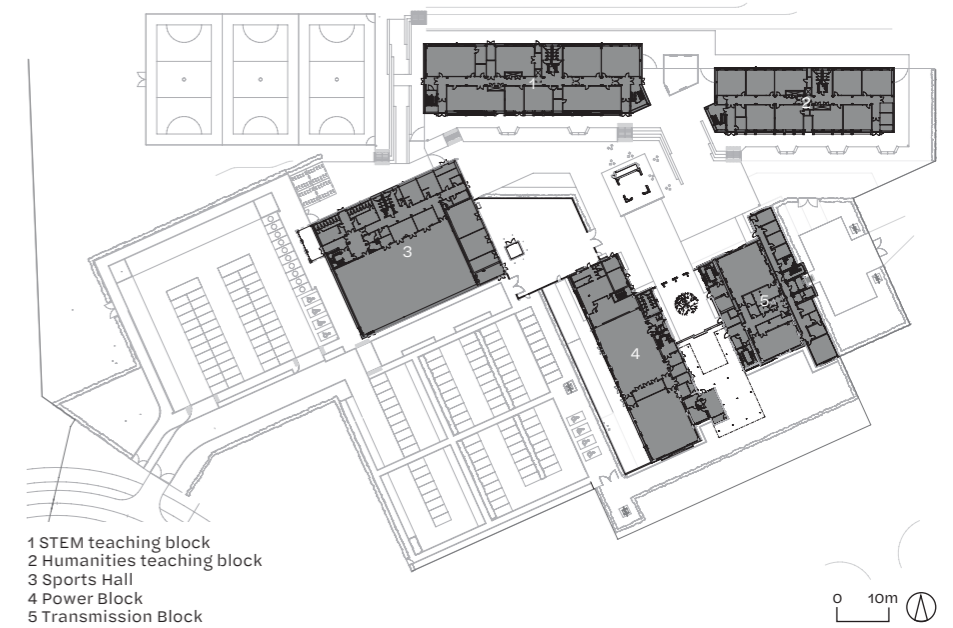 1
2
3
4
5
1 STEM teaching block
2 Humanities teaching block
3 Sports Hall
4 Power Block
5 Transmission Block
0 10m